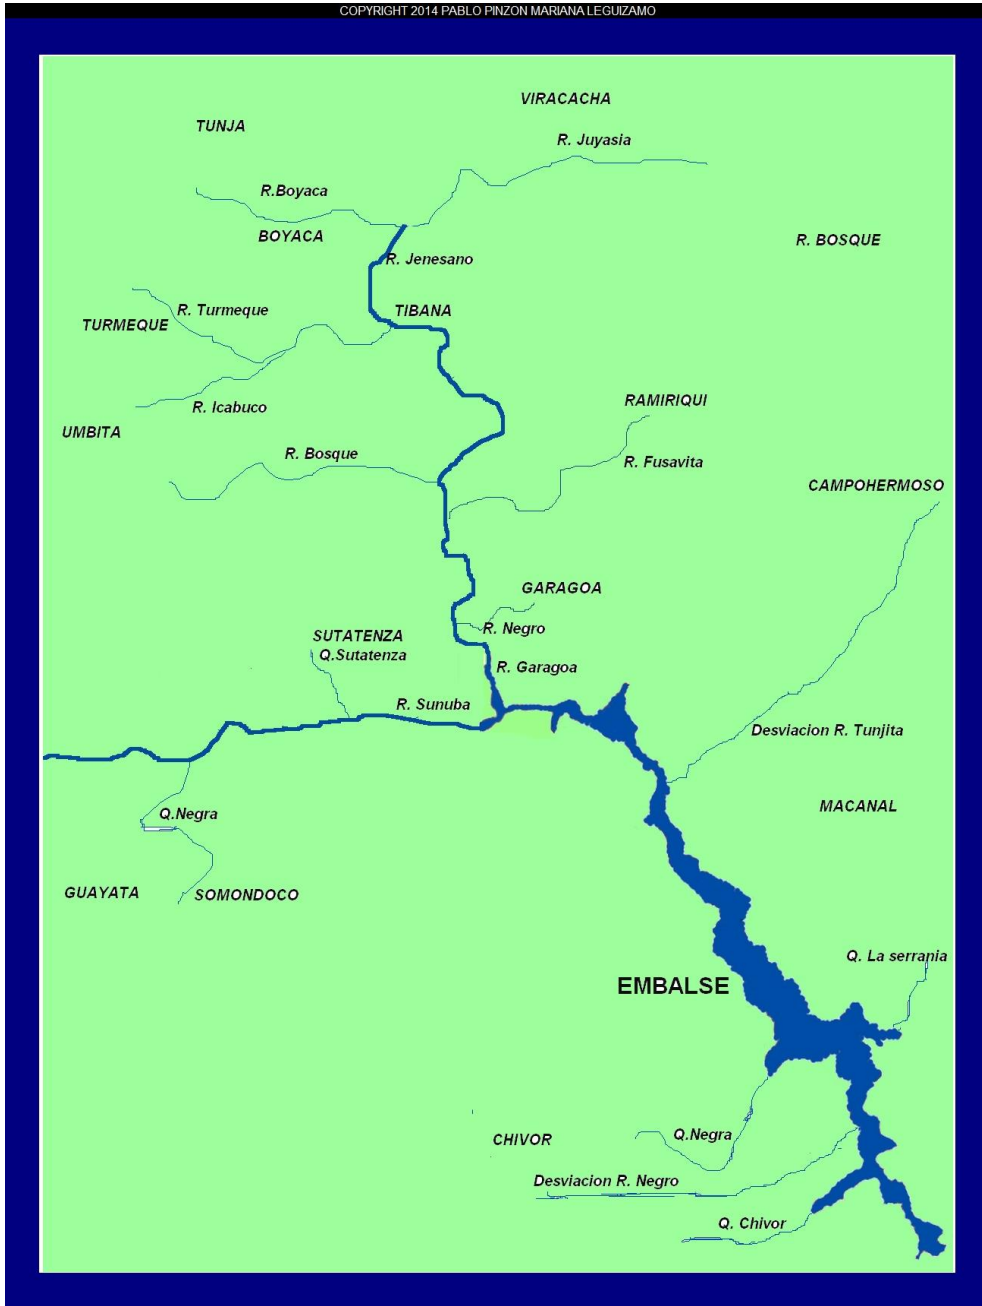 COPYRIGHT 2014 PABLO PINZON MARIANA LEGUIZAMO
VIRACACHA
TUNJA
R. Juyasia
R.Boyaca
BOYACA
R. BOSQUE
R. Jenesano
R. Turmeque
TIBANA
TURMEQUE
RAMIRIQUI
R. Icabuco
UMBITA
R. Bosque
R. Fusavita
CAMPOHERMOSO
GARAGOA
R. Negro
SUTATENZA
Q.Sutatenza
R. Garagoa
R. Sunuba
Desviacion R. Tunjita
MACANAL
Q.Negra
GUAYATA
SOMONDOCO
Q. La serrania
EMBALSE
Q.Negra
CHIVOR
Desviacion R. Negro
Q. Chivor